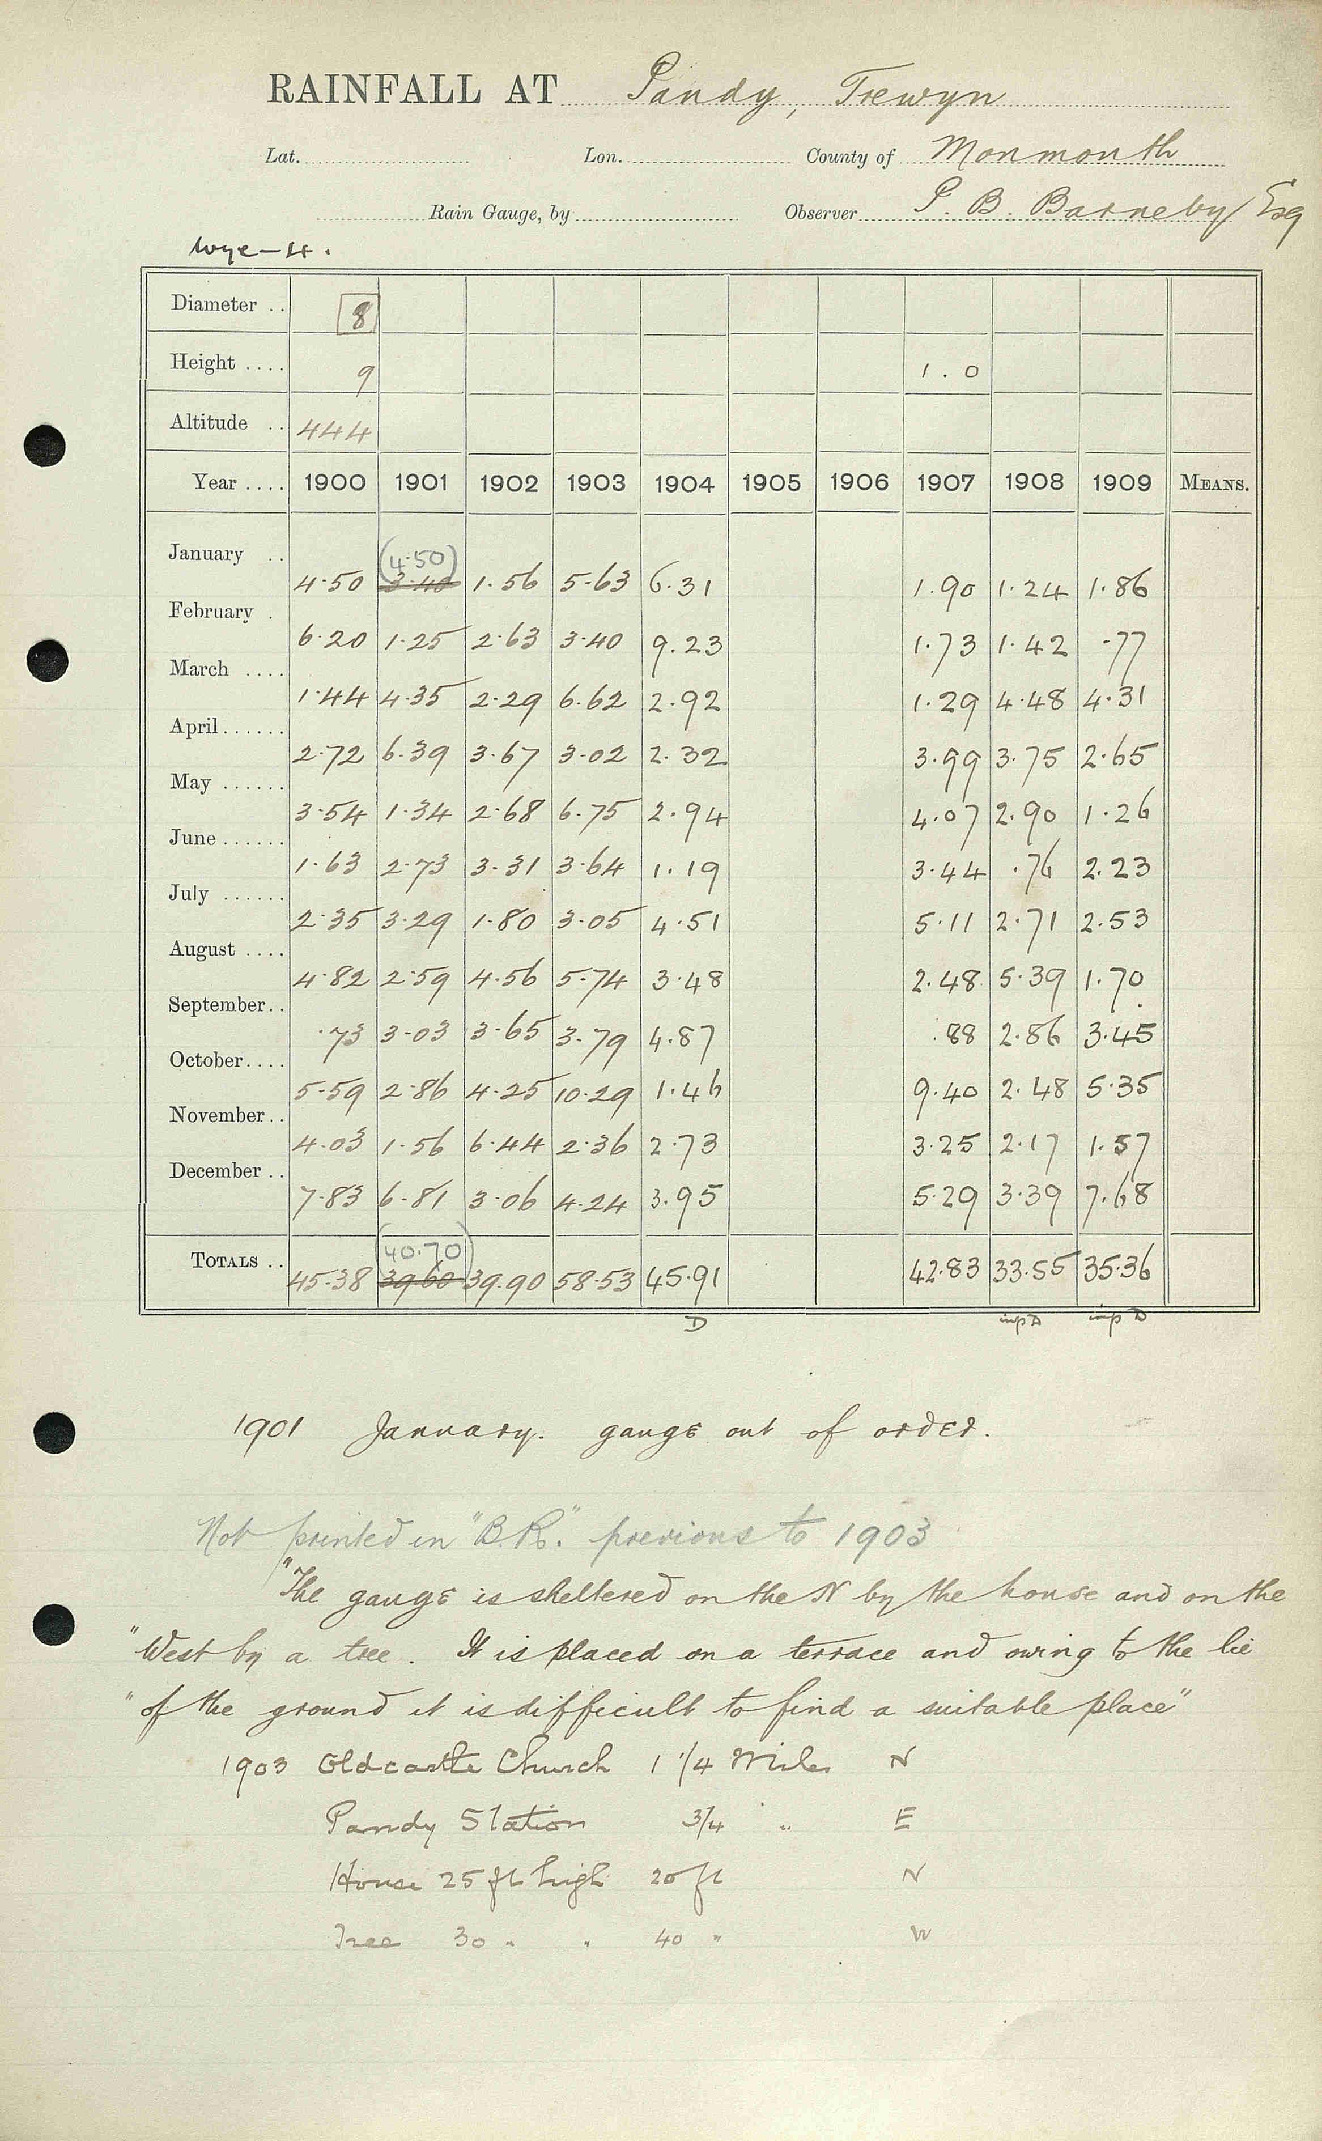 RAINFALL AT Pandy, Trewyn
Lat. Lon. County of Monmouth
Rain Gauge, by Observer P. B. Barneby Esq
Wye-4.
Diameter .. 8
Height .... 9 1.0
Altitude .. 444
Year .... 1900 1901 1902 1903 1904 1905 1906 1907 1908 1909 MEANS.
(4.50)
January .. 4.50 3.40 1.56 5.63 6.31 1.90 1.24 1.86
February . 6.20 1.25 2.63 3.40 9.23 1.73 1.42 .77
March .... 1.44 4.35 2.29 6.62 2.92 1.29 4.48 4.31
April...... 2.72 6.39 3.67 3.02 2.32 3.99 3.75 2.65
May ...... 3.54 1.34 2.68 6.75 2.94 4.07 2.90 1.26
June...... 1.63 2.73 3.31 3.64 1.19 3.44 .76 2.23
July ...... 2.35 3.29 1.80 3.05 4.51 5.11 2.71 2.53
August .... 4.82 2.59 4.56 5.74 3.48 2.48 5.39 1.70
September.. .73 3.03 3.65 3.79 4.87 .88 2.86 3.45
October.... 5.59 2.86 4.25 10.29 1.46 9.40 2.48 5.35
November.. 4.03 1.56 6.44 2.36 2.73 3.25 2.17 1.57
December .. 7.83 6.81 3.06 4.24 3.95 5.29 3.39 7.68
(40.70)
TOTALS .. 45.38 39.60 39.90 58.53 45.91 42.83 33.55 35.36
D imp D imp D
1901 January. gauge out of order.
Not printed in "B.R." previous to 1903
"The gauge is sheltered on the N by the house and on the
"West by a tree. It is placed on a terrace and owing to the lie
"of the ground it is difficult to find a suitable place"
1903 Oldcastle Church 1 1/4 Miles N
Pandy Station 3/4 " E
House 25 ft high 20 ft N
Tree 30 " " 40 " W